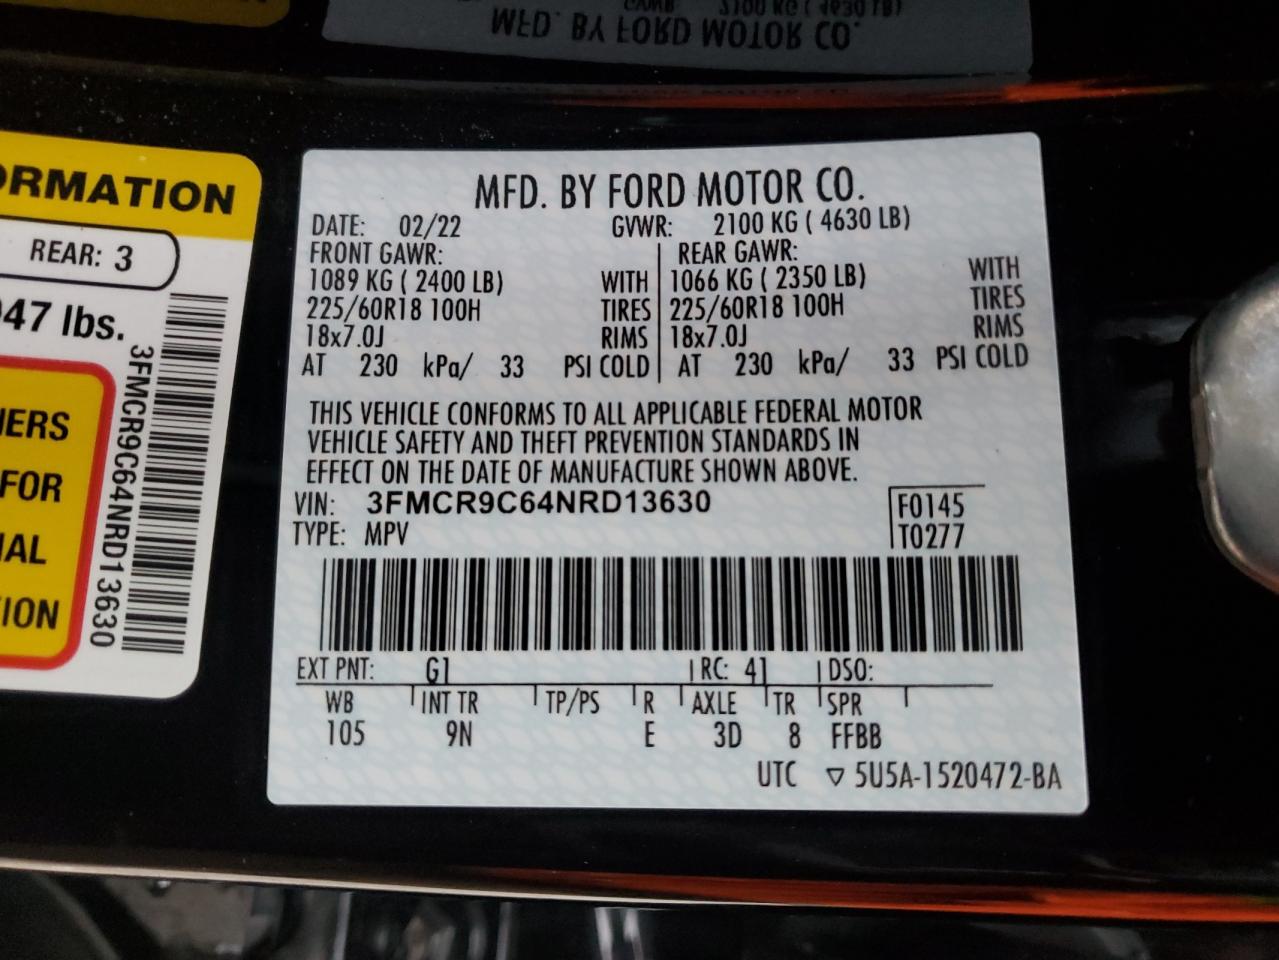 MFD. BY FORD MOTOR CO.
ORMATION
REAR: 3
947 lbs.
IERS
FOR
IAL
ION
3FMCR9C64NRD13630
MFD. BY FORD MOTOR CO.
DATE: 02/22 GVWR: 2100 KG ( 4630 LB)
FRONT GAWR: REAR GAWR:
1089 KG ( 2400 LB) WITH 1066 KG ( 2350 LB) WITH
225/60R18 100H TIRES 225/60R18 100H TIRES
18x7.0J RIMS 18x7.0J RIMS
AT 230 kPa/ 33 PSI COLD AT 230 kPa/ 33 PSI COLD
THIS VEHICLE CONFORMS TO ALL APPLICABLE FEDERAL MOTOR
VEHICLE SAFETY AND THEFT PREVENTION STANDARDS IN
EFFECT ON THE DATE OF MANUFACTURE SHOWN ABOVE.
VIN: 3FMCR9C64NRD13630 F0145
TYPE: MPV T0277
EXT PNT: G1 RC: 41 DSO:
WB INT TR TP/PS R AXLE TR SPR
105 9N E 3D 8 FFBB
UTC ▽ 5U5A-1520472-BA